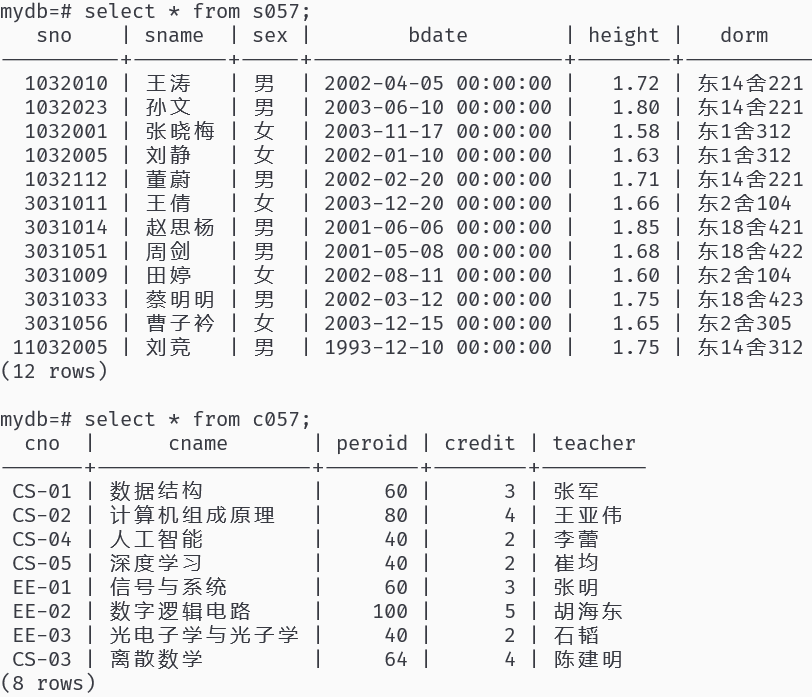 mydb=# select * from s057;
sno | sname | sex | bdate | height | dorm
1032010 | 王涛 | 男 | 2002-04-05 00:00:00 | 1.72 | 东14舍221
1032023 | 孙文 | 男 | 2003-06-10 00:00:00 | 1.80 | 东14舍221
1032001 | 张晓梅 | 女 | 2003-11-17 00:00:00 | 1.58 | 东1舍312
1032005 | 刘静 | 女 | 2002-01-10 00:00:00 | 1.63 | 东1舍312
1032112 | 董蔚 | 男 | 2002-02-20 00:00:00 | 1.71 | 东14舍221
3031011 | 王倩 | 女 | 2003-12-20 00:00:00 | 1.66 | 东2舍104
3031014 | 赵思杨 | 男 | 2001-06-06 00:00:00 | 1.85 | 东18舍421
3031051 | 周剑 | 男 | 2001-05-08 00:00:00 | 1.68 | 东18舍422
3031009 | 田婷 | 女 | 2002-08-11 00:00:00 | 1.60 | 东2舍104
3031033 | 蔡明明 | 男 | 2002-03-12 00:00:00 | 1.75 | 东18舍423
3031056 | 曹子衿 | 女 | 2003-12-15 00:00:00 | 1.65 | 东2舍305
11032005 | 刘竞 | 男 | 1993-12-10 00:00:00 | 1.75 | 东14舍312
(12 rows)
mydb=# select * from c057;
cno | cname | peroid | credit | teacher
CS-01 | 数据结构 | 60 | 3 | 张军
CS-02 | 计算机组成原理 | 80 | 4 | 王亚伟
CS-04 | 人工智能 | 40 | 2 | 李蕾
CS-05 | 深度学习 | 40 | 2 | 崔均
EE-01 | 信号与系统 | 60 | 3 | 张明
EE-02 | 数字逻辑电路 | 100 | 5 | 胡海东
EE-03 | 光电子学与光子学 | 40 | 2 | 石韬
CS-03 | 离散数学 | 64 | 4 | 陈建明
(8 rows)